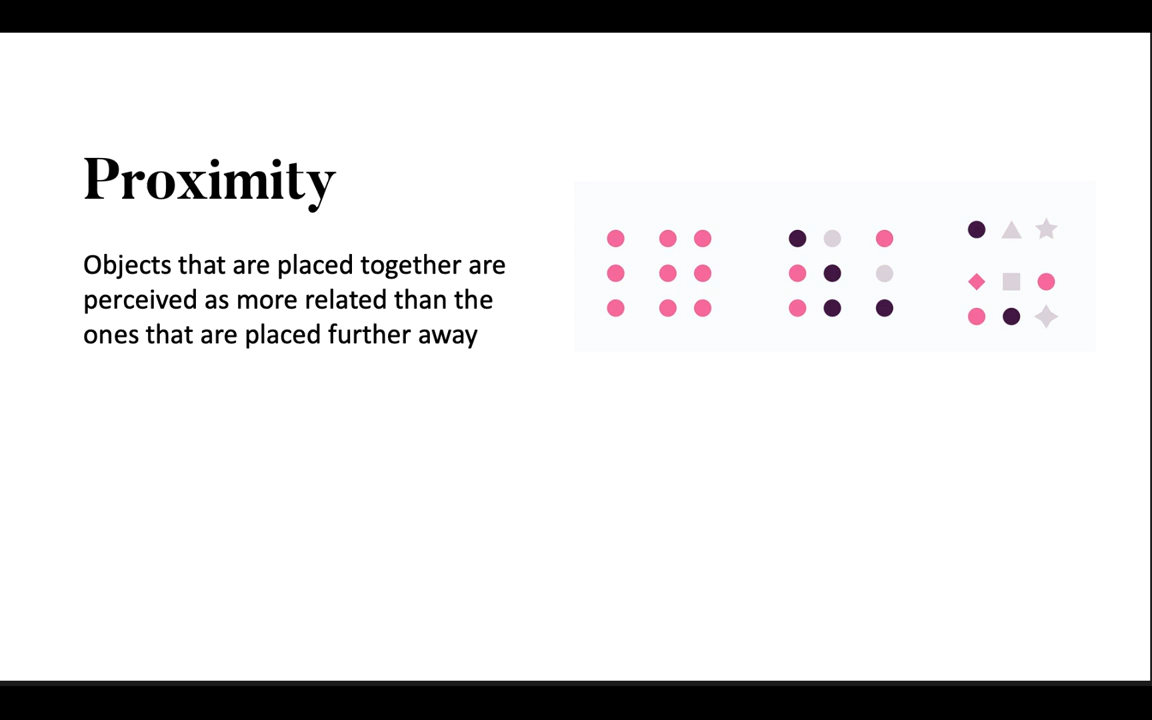 Proximity
Objects that are placed together are
perceived as more related than the
ones that are placed further away